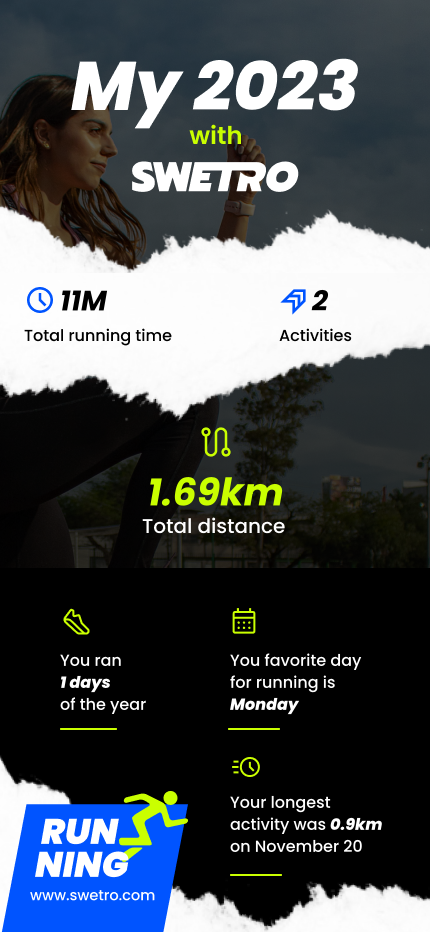 My 2023
with
SWETRO
11M
Total running time
2
Activities
1.69km
Total distance
You ran
1 days
of the year
You favorite day
for running is
Monday
Your longest
activity was 0.9km
on November 20
RUN
NING
www.swetro.com